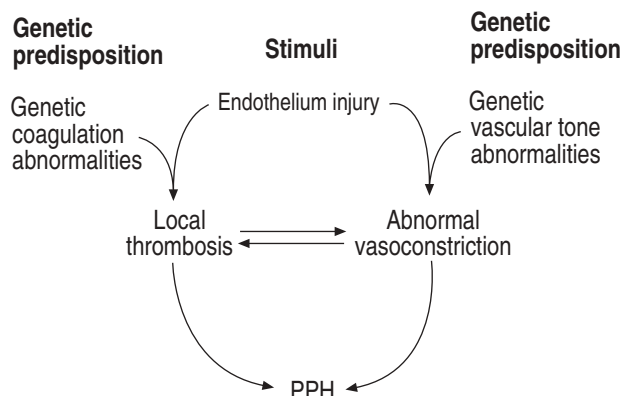 Genetic
predisposition
Stimuli
Genetic
predisposition
Genetic
coagulation
abnormalities
Endothelium injury
Genetic
vascular tone
abnormalities
Local
thrombosis
Abnormal
vasoconstriction
PPH